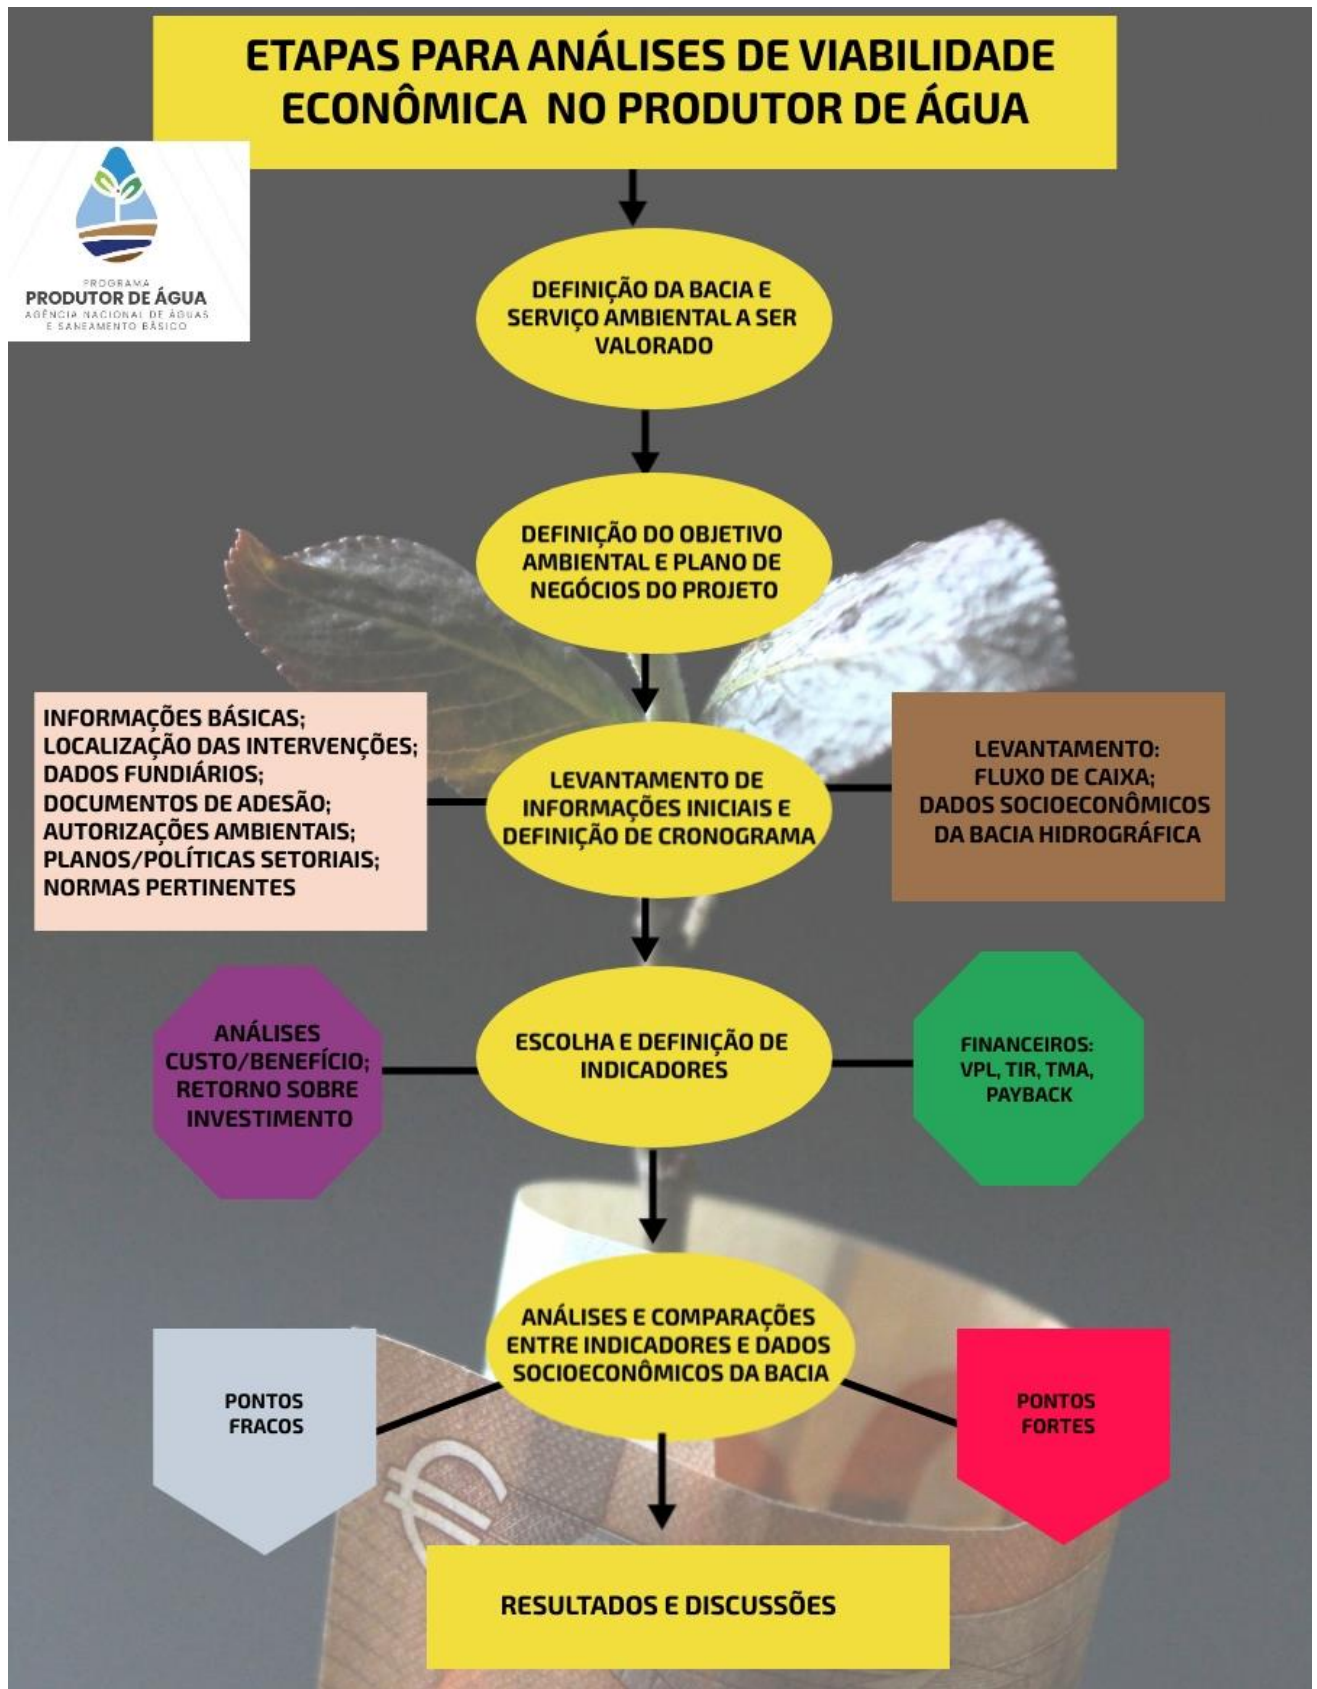 ETAPAS PARA ANÁLISES DE VIABILIDADE
ECONÔMICA NO PRODUTOR DE ÁGUA
PROGRAMA
PRODUTOR DE ÁGUA
AGÊNCIA NACIONAL DE ÁGUAS
E SANEAMENTO BÁSICO
DEFINIÇÃO DA BACIA E
SERVIÇO AMBIENTAL A SER
VALORADO
DEFINIÇÃO DO OBJETIVO
AMBIENTAL E PLANO DE
NEGÓCIOS DO PROJETO
INFORMAÇÕES BÁSICAS;
LOCALIZAÇÃO DAS INTERVENÇÕES;
DADOS FUNDIÁRIOS;
DOCUMENTOS DE ADESÃO;
AUTORIZAÇÕES AMBIENTAIS;
PLANOS/POLÍTICAS SETORIAIS;
NORMAS PERTINENTES
LEVANTAMENTO DE
INFORMAÇÕES INICIAIS E
DEFINIÇÃO DE CRONOGRAMA
LEVANTAMENTO:
FLUXO DE CAIXA;
DADOS SOCIOECONÔMICOS
DA BACIA HIDROGRÁFICA
ANÁLISES
CUSTO/BENEFÍCIO;
RETORNO SOBRE
INVESTIMENTO
ESCOLHA E DEFINIÇÃO DE
INDICADORES
FINANCEIROS:
VPL, TIR, TMA,
PAYBACK
ANÁLISES E COMPARAÇÕES
ENTRE INDICADORES E DADOS
SOCIOECONÔMICOS DA BACIA
PONTOS
FRACOS
PONTOS
FORTES
RESULTADOS E DISCUSSÕES